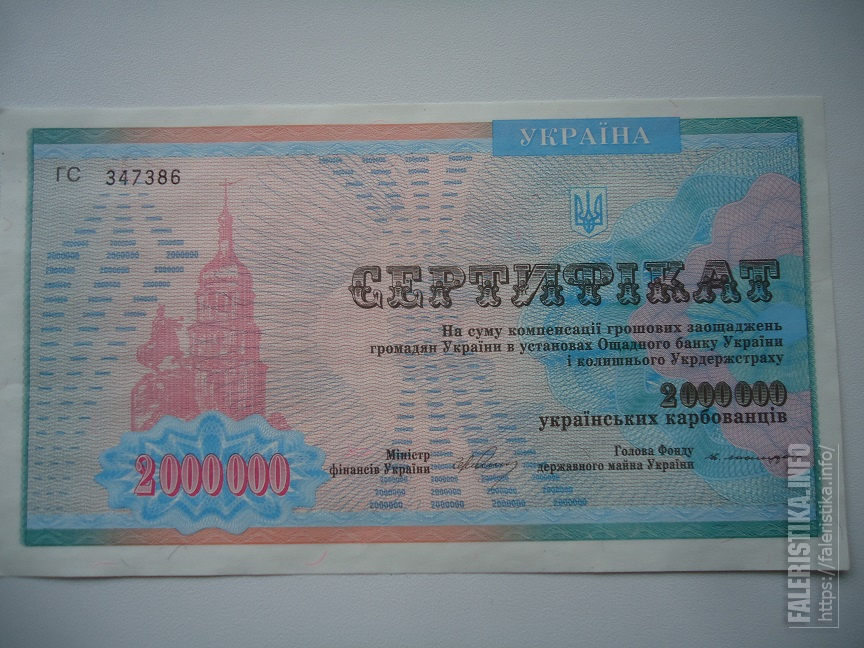 УКРАЇНА
ГС 347386
СЕРТИФІКАТ
На суму компенсації грошових заощаджень
громадян України в установах Ощадного банку України
і колишнього Укрдержстраху
2000000
українських карбованців
Міністр
фінансів України
Голова Фонду
державного майна України
2000000
FALERISTIKA.INFO
https://faleristika.info/